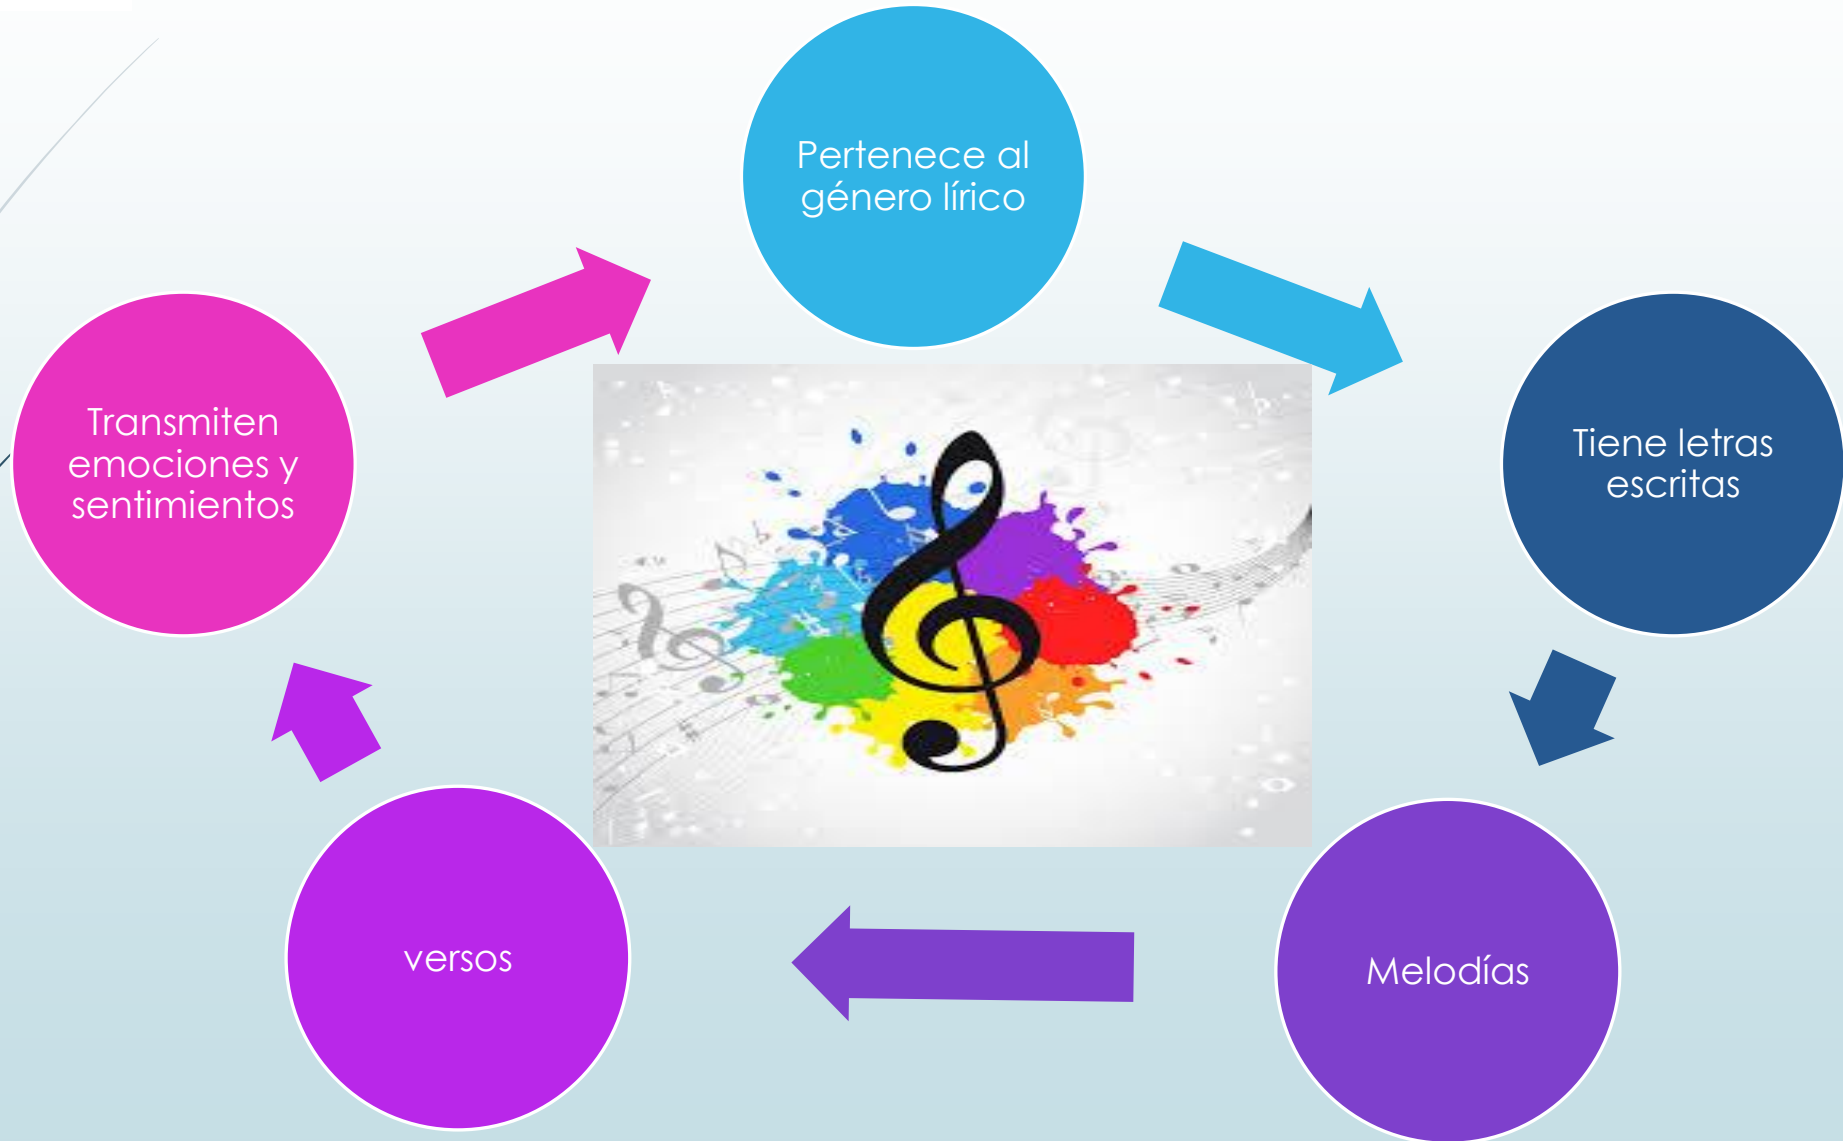 Pertenece al
género lírico
Tiene letras
escritas
Melodías
versos
Transmiten
emociones y
sentimientos